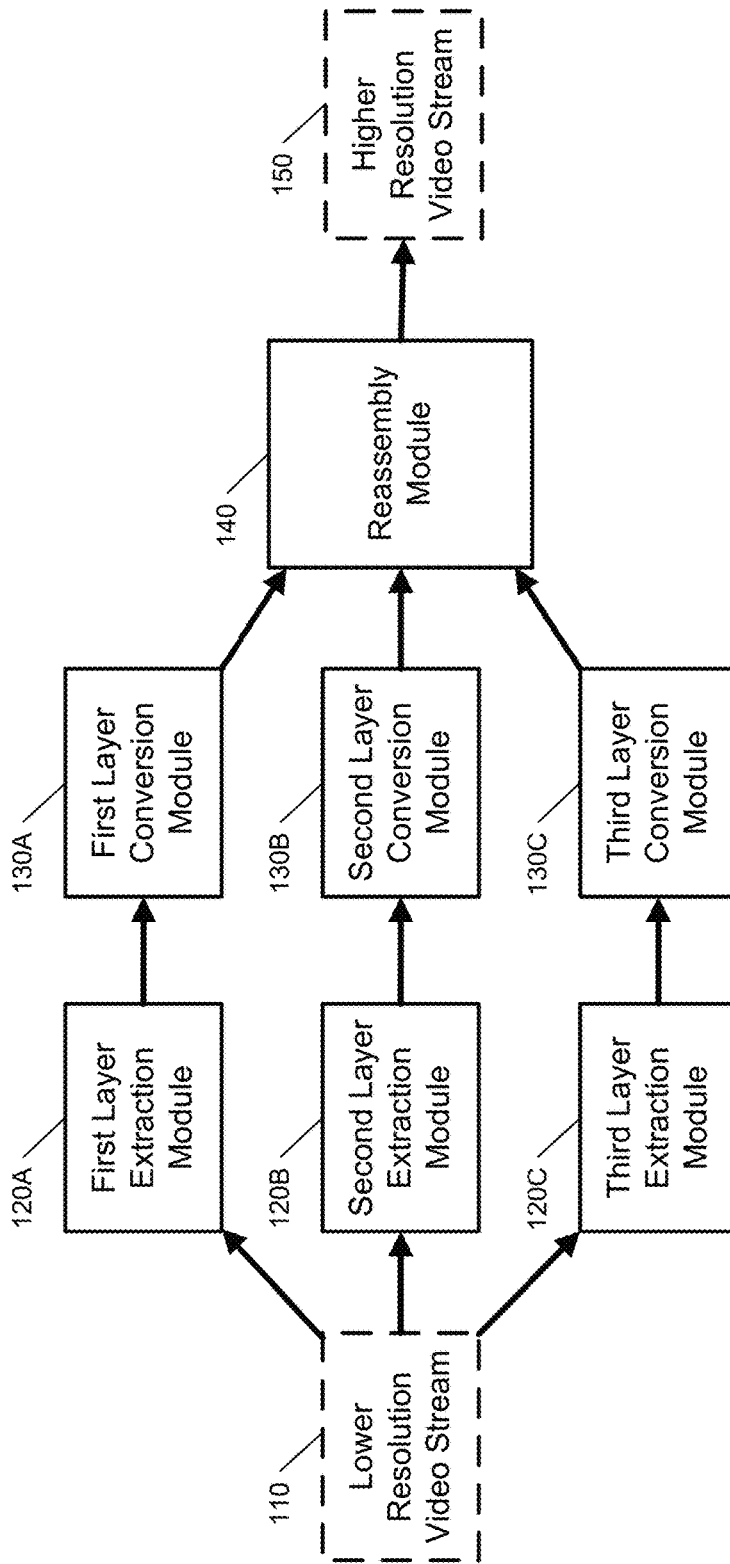 110
Lower
Resolution
Video Stream
120A
First Layer
Extraction
Module
120B
Second Layer
Extraction
Module
120C
Third Layer
Extraction
Module
130A
First Layer
Conversion
Module
130B
Second Layer
Conversion
Module
130C
Third Layer
Conversion
Module
140
Reassembly
Module
150
Higher
Resolution
Video Stream